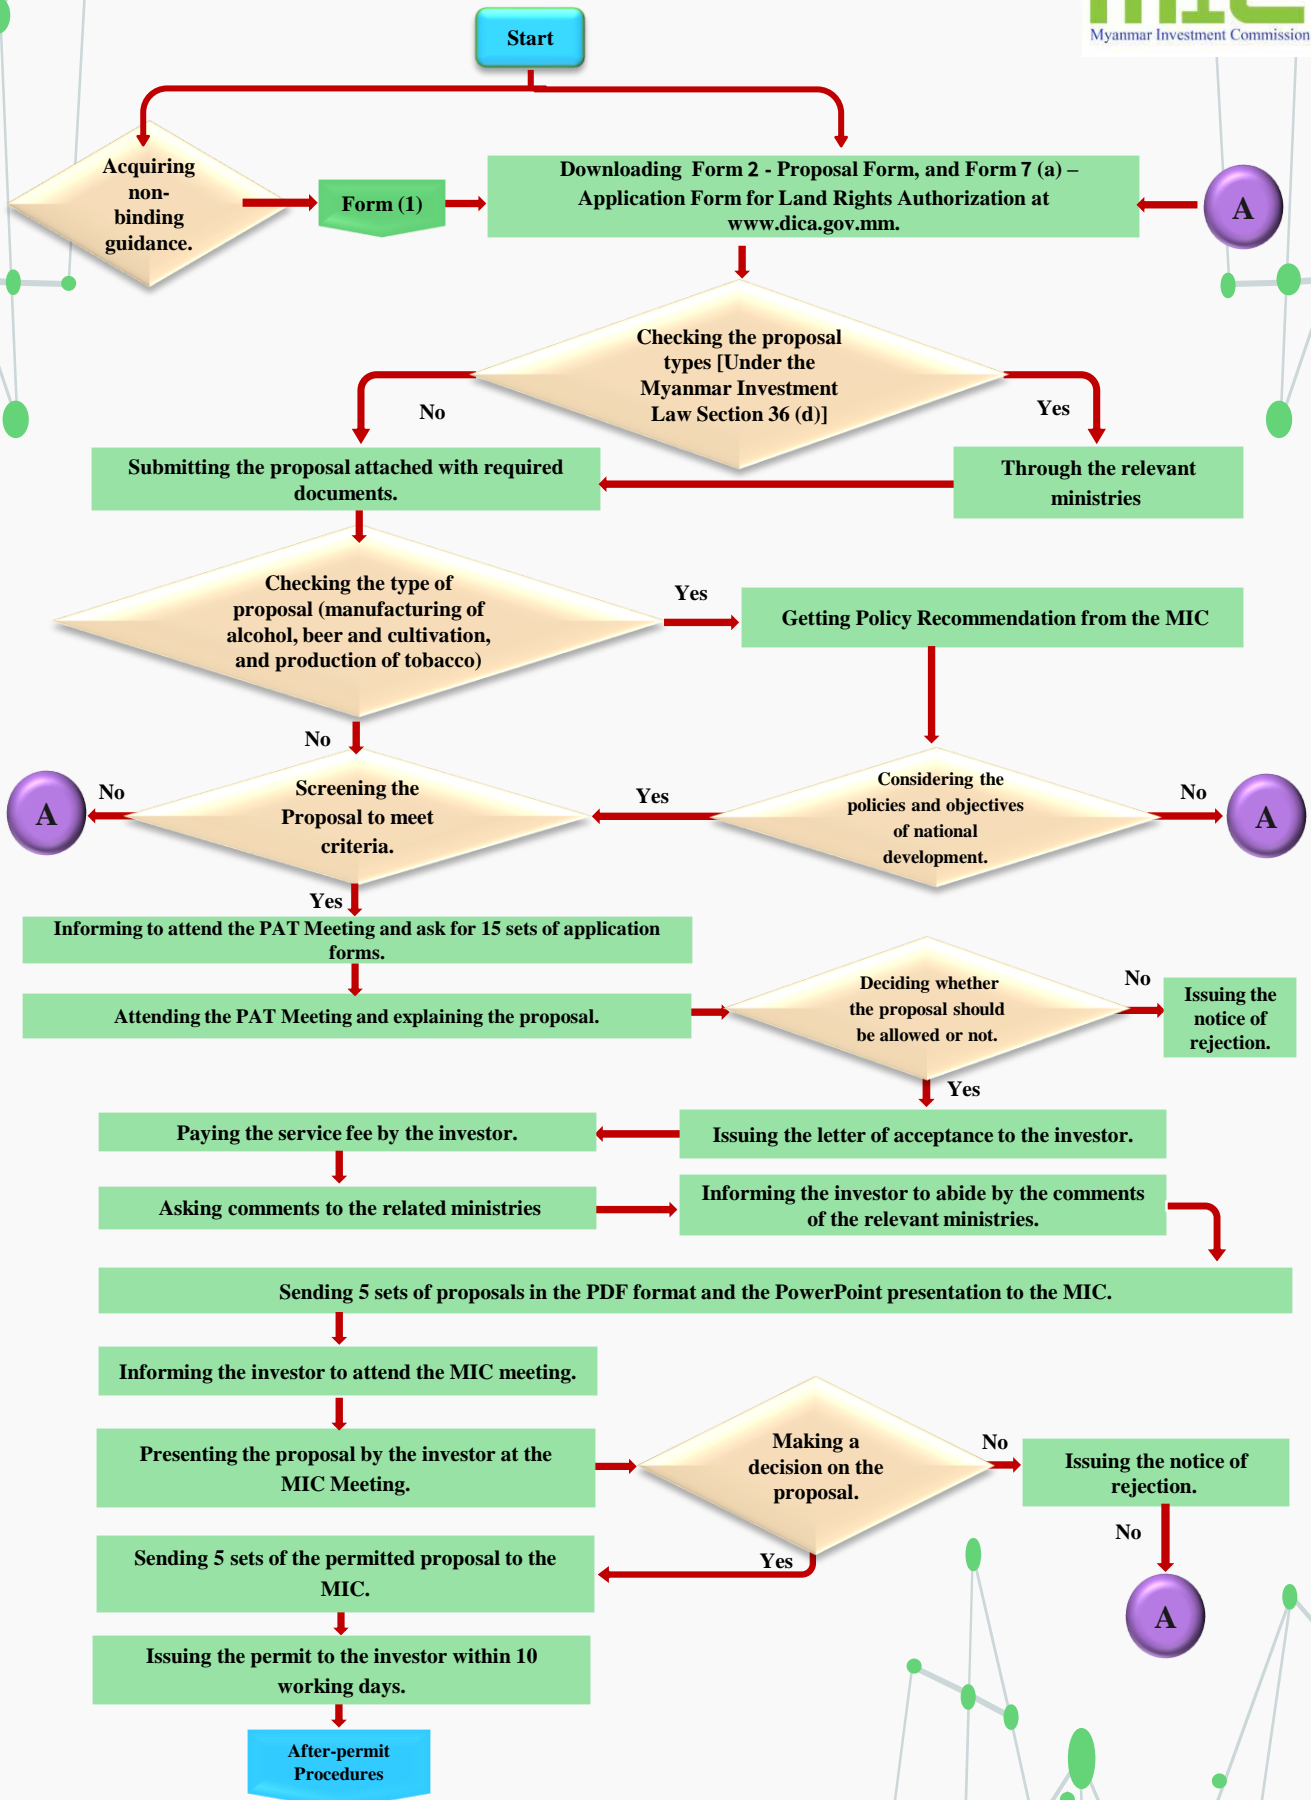 mic
Myanmar Investment Commission
Start
Acquiring
non-
binding
guidance.
Form (1)
Downloading Form 2 - Proposal Form, and Form 7 (a) –
Application Form for Land Rights Authorization at
www.dica.gov.mm.
A
Checking the proposal
types [Under the
Myanmar Investment
Law Section 36 (d)]
No
Yes
Submitting the proposal attached with required
documents.
Through the relevant
ministries
Checking the type of
proposal (manufacturing of
alcohol, beer and cultivation,
and production of tobacco)
Yes
Getting Policy Recommendation from the MIC
No
A
No
Screening the
Proposal to meet
criteria.
Yes
Considering the
policies and objectives
of national
development.
No
A
Yes
Informing to attend the PAT Meeting and ask for 15 sets of application
forms.
Attending the PAT Meeting and explaining the proposal.
Deciding whether
the proposal should
be allowed or not.
No
Issuing the
notice of
rejection.
Yes
Paying the service fee by the investor.
Issuing the letter of acceptance to the investor.
Asking comments to the related ministries
Informing the investor to abide by the comments
of the relevant ministries.
Sending 5 sets of proposals in the PDF format and the PowerPoint presentation to the MIC.
Informing the investor to attend the MIC meeting.
Presenting the proposal by the investor at the
MIC Meeting.
Making a
decision on the
proposal.
No
Issuing the notice of
rejection.
No
A
Yes
Sending 5 sets of the permitted proposal to the
MIC.
Issuing the permit to the investor within 10
working days.
After-permit
Procedures